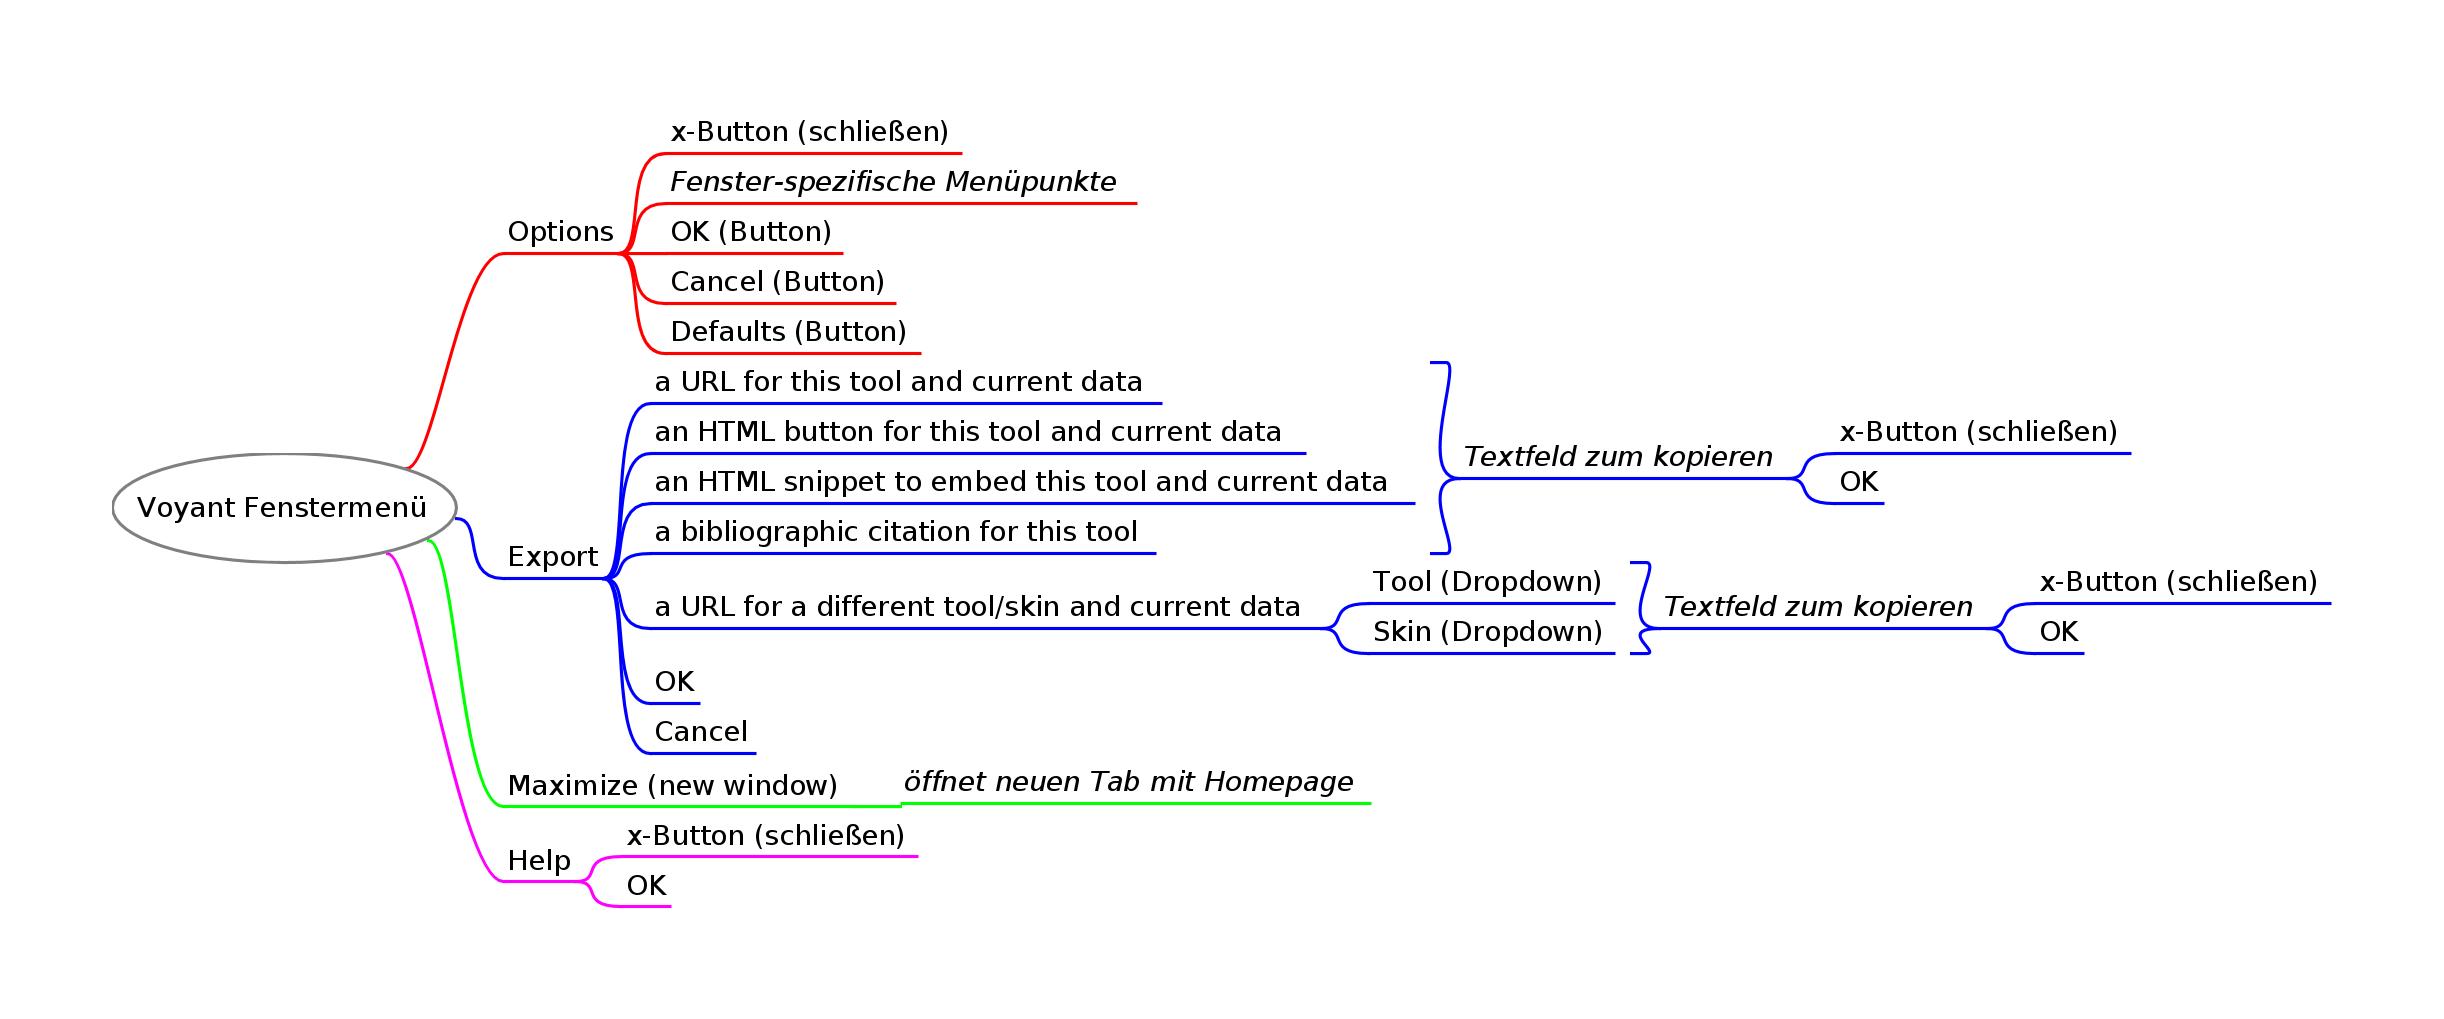 Voyant Fenstermenü
Options
x-Button (schließen)
Fenster-spezifische Menüpunkte
OK (Button)
Cancel (Button)
Defaults (Button)
Export
a URL for this tool and current data
an HTML button for this tool and current data
an HTML snippet to embed this tool and current data
a bibliographic citation for this tool
Textfeld zum kopieren
x-Button (schließen)
OK
a URL for a different tool/skin and current data
Tool (Dropdown)
Skin (Dropdown)
Textfeld zum kopieren
x-Button (schließen)
OK
OK
Cancel
Maximize (new window)
öffnet neuen Tab mit Homepage
Help
x-Button (schließen)
OK